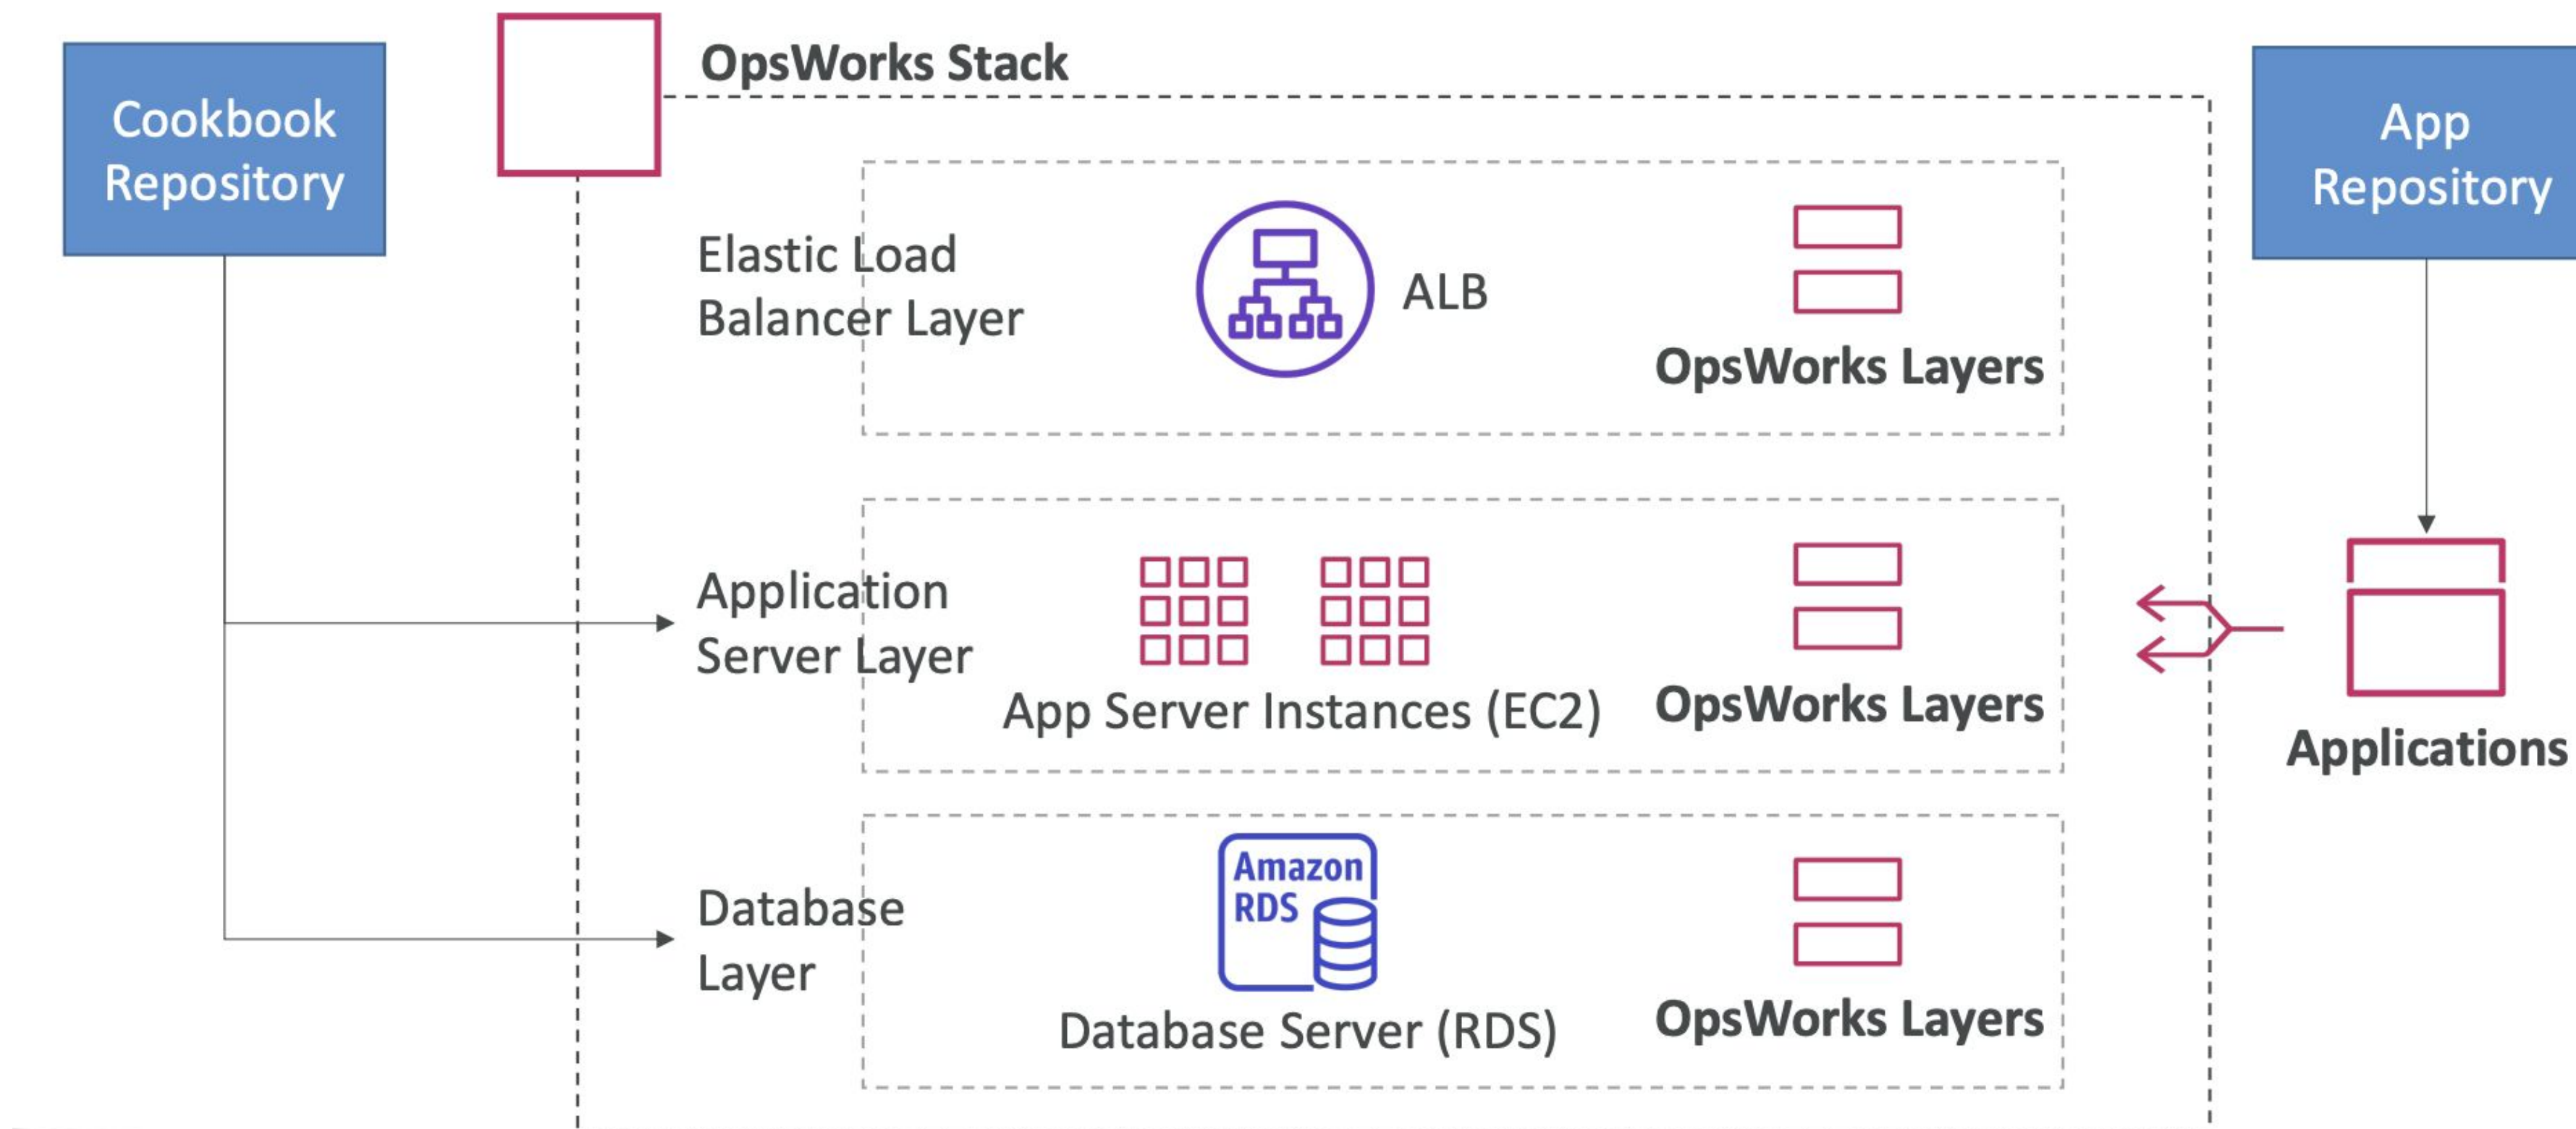 Cookbook
Repository
OpsWorks Stack
App
Repository
Elastic Load
Balancer Layer
ALB
OpsWorks Layers
Application
Server Layer
App Server Instances (EC2)
OpsWorks Layers
Applications
Database
Layer
Amazon
RDS
Database Server (RDS)
OpsWorks Layers